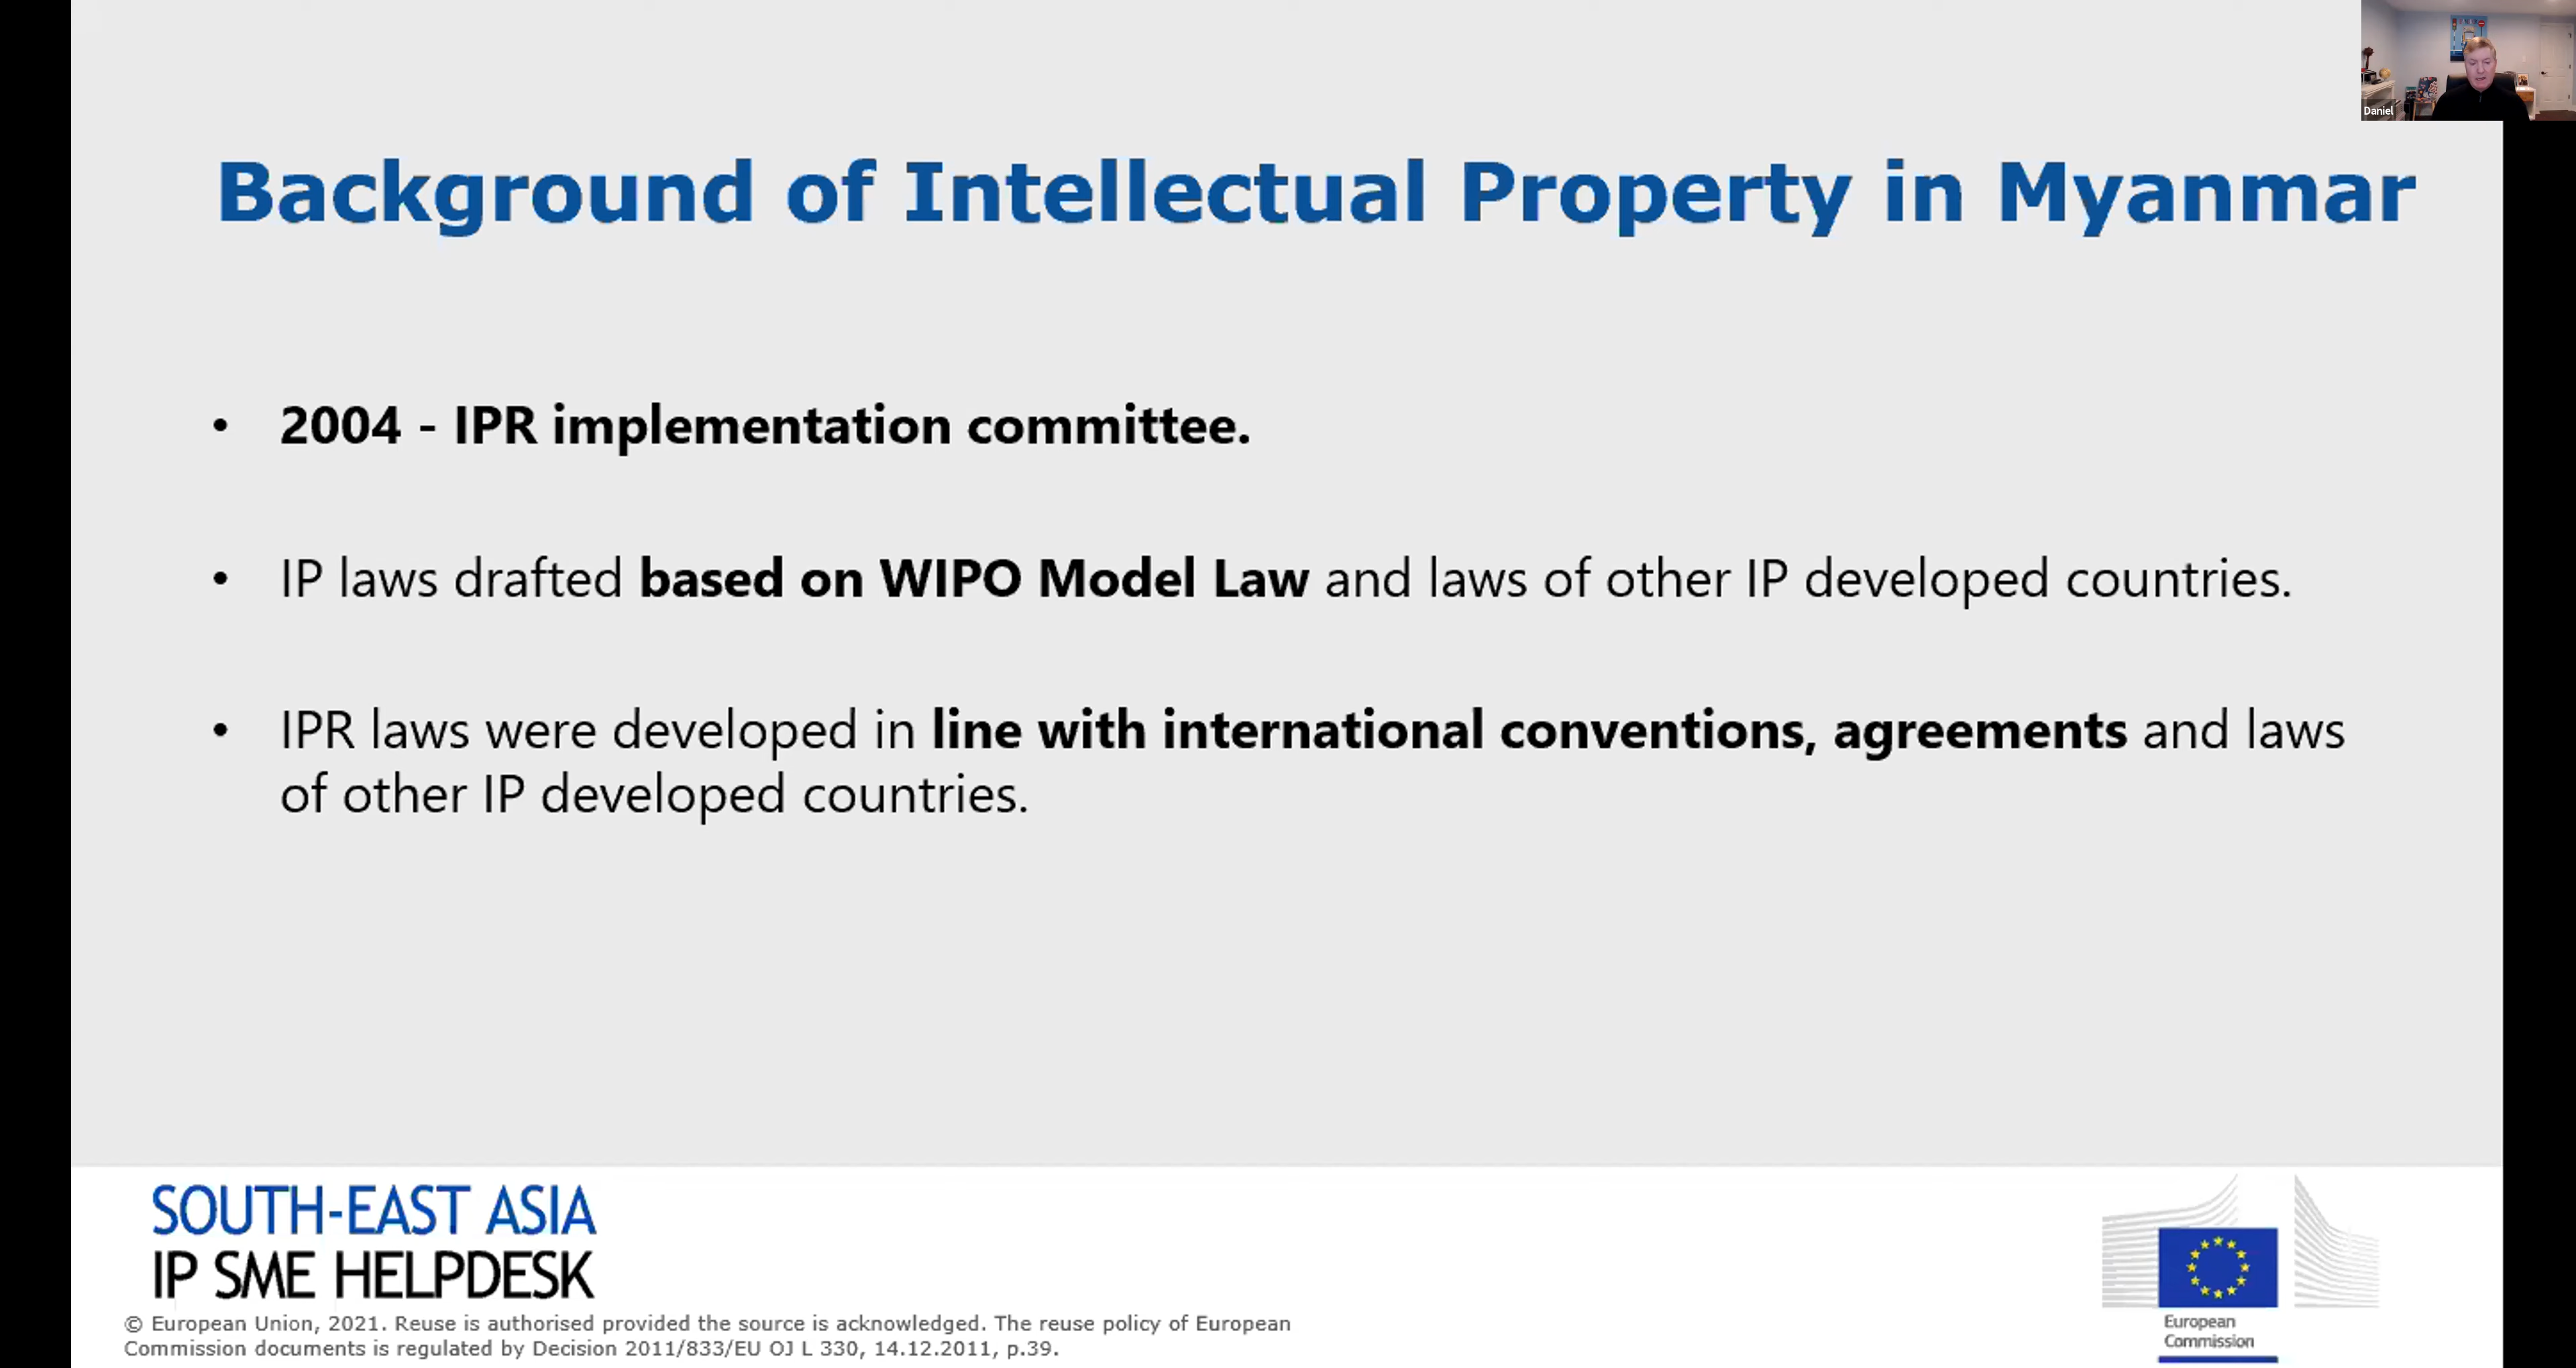 Daniel
Background of Intellectual Property in Myanmar
• 2004 - IPR implementation committee.
• IP laws drafted based on WIPO Model Law and laws of other IP developed countries.
• IPR laws were developed in line with international conventions, agreements and laws
of other IP developed countries.
SOUTH-EAST ASIA
IP SME HELPDESK
© European Union, 2021. Reuse is authorised provided the source is acknowledged. The reuse policy of European
Commission documents is regulated by Decision 2011/833/EU OJ L 330, 14.12.2011, p.39.
European
Commission